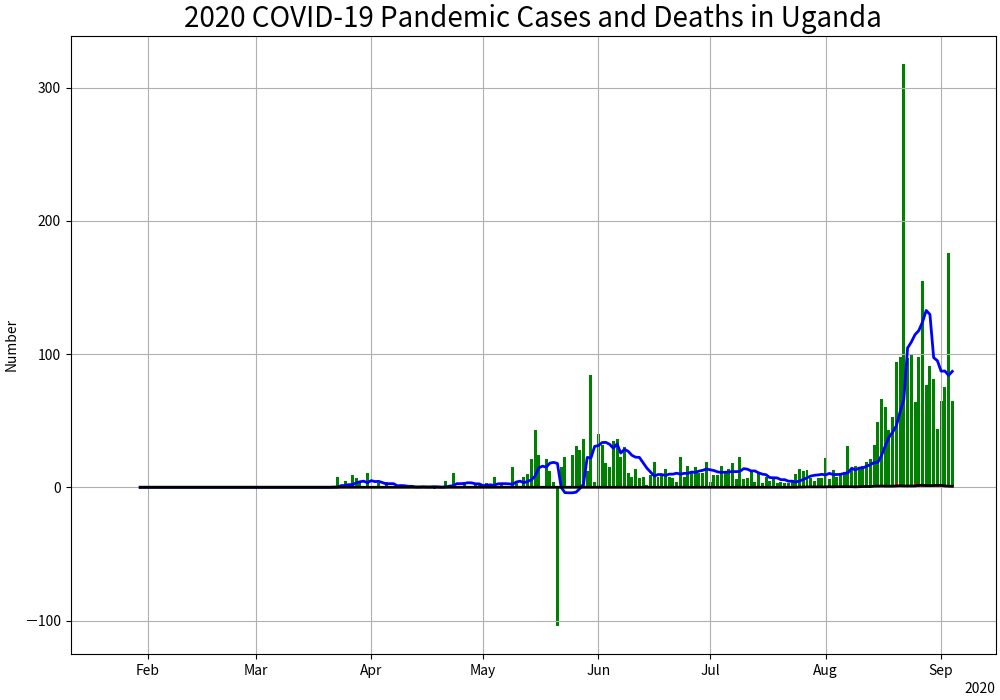 2020 COVID-19 Pandemic Cases and Deaths in Uganda
Number
300
200
100
0
−100
Feb Mar Apr May Jun Jul Aug Sep
2020